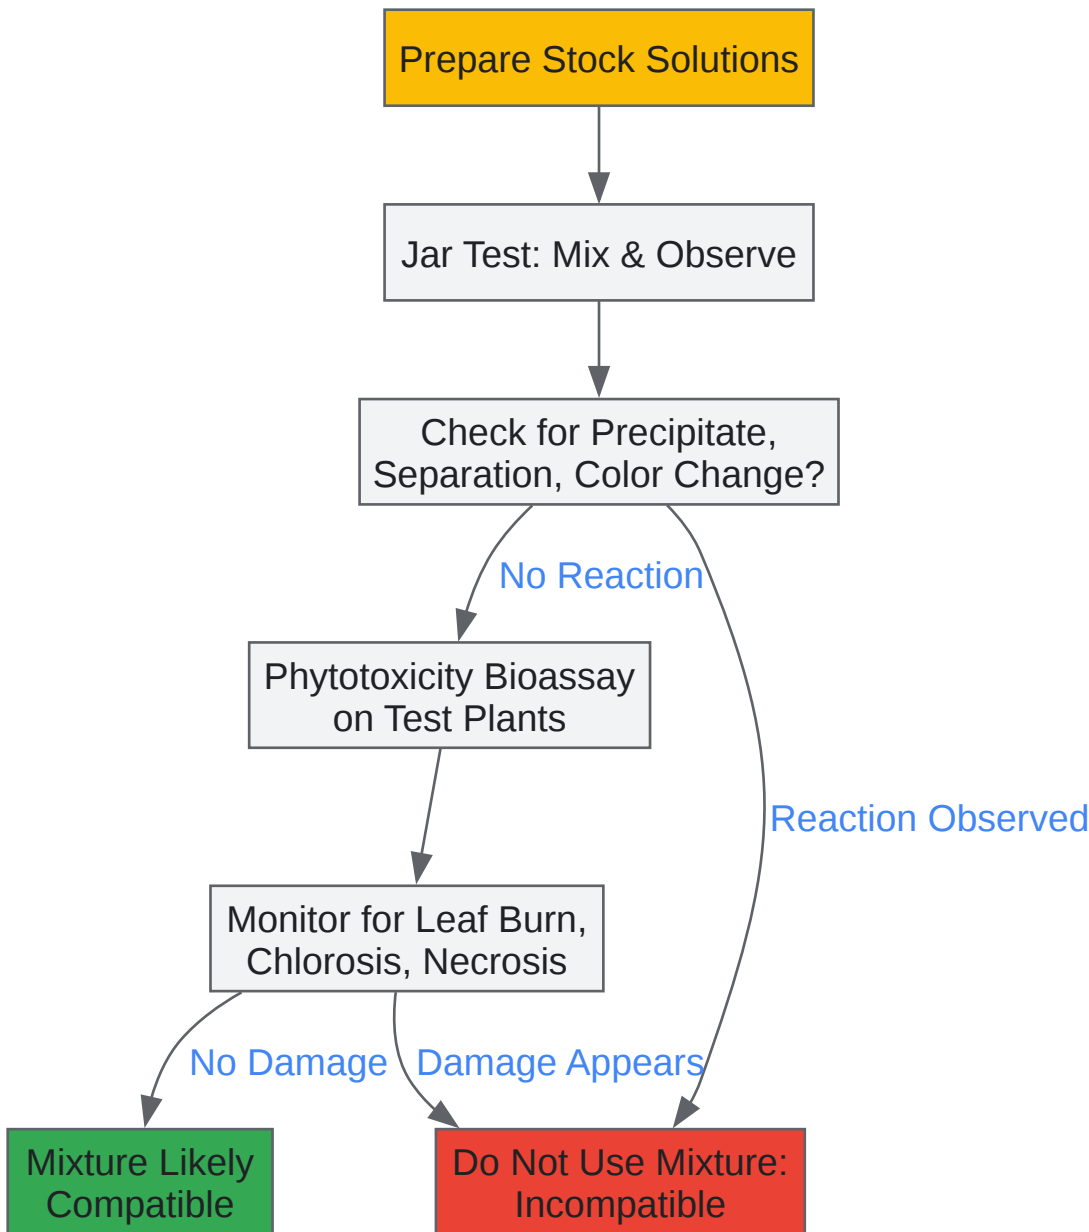 Prepare Stock Solutions
Jar Test: Mix & Observe
Check for Precipitate,
Separation, Color Change?
No Reaction
Phytotoxicity Bioassay
on Test Plants
Reaction Observed
Monitor for Leaf Burn,
Chlorosis, Necrosis
No Damage
Damage Appears
Mixture Likely
Compatible
Do Not Use Mixture:
Incompatible